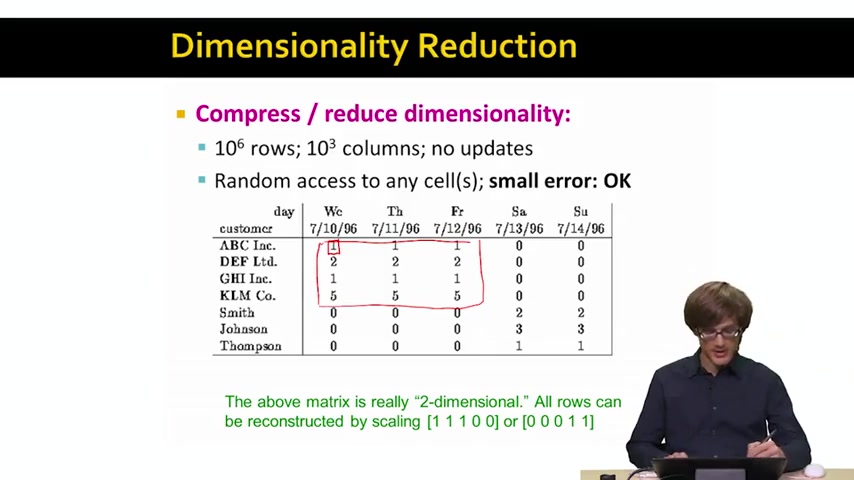 Dimensionality Reduction
Compress / reduce dimensionality:
10⁶ rows; 10³ columns; no updates
Random access to any cell(s); small error: OK
day We Th Fr Sa Su
customer 7/10/96 7/11/96 7/12/96 7/13/96 7/14/96
ABC Inc. 1 1 1 0 0
DEF Ltd. 2 2 2 0 0
GHI Inc. 1 1 1 0 0
KLM Co. 5 5 5 0 0
Smith 0 0 0 2 2
Johnson 0 0 0 3 3
Thompson 0 0 0 1 1
The above matrix is really “2-dimensional.” All rows can
be reconstructed by scaling [1 1 1 0 0] or [0 0 0 1 1]